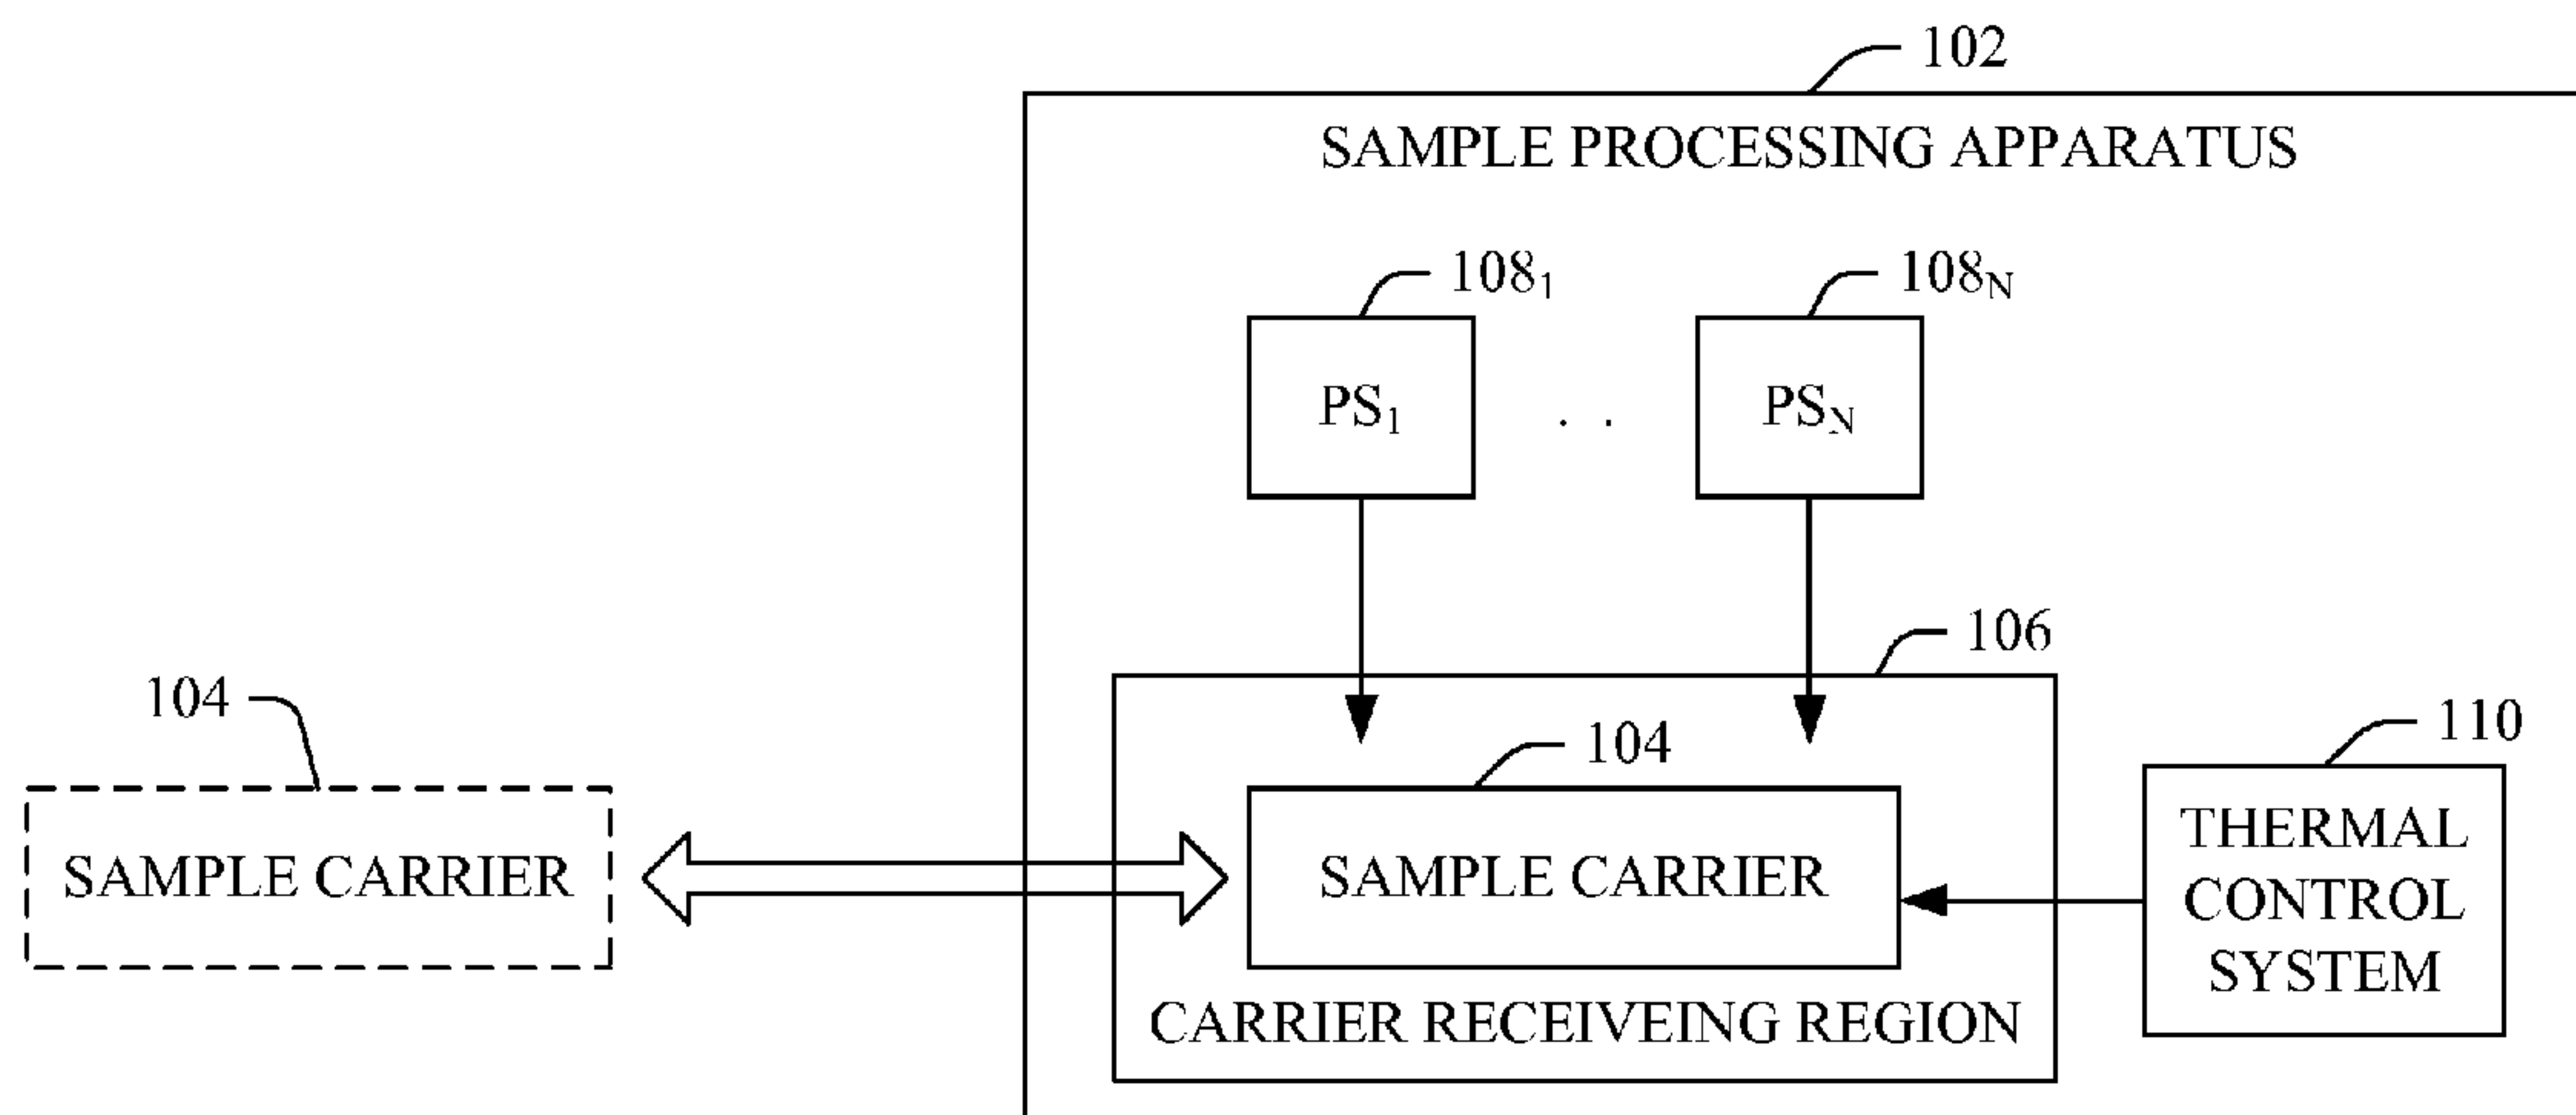 102
SAMPLE PROCESSING APPARATUS
108₁
108N
PS₁
. .
PSN
106
104
104
110
SAMPLE CARRIER
SAMPLE CARRIER
THERMAL
CONTROL
SYSTEM
CARRIER RECEIVEING REGION